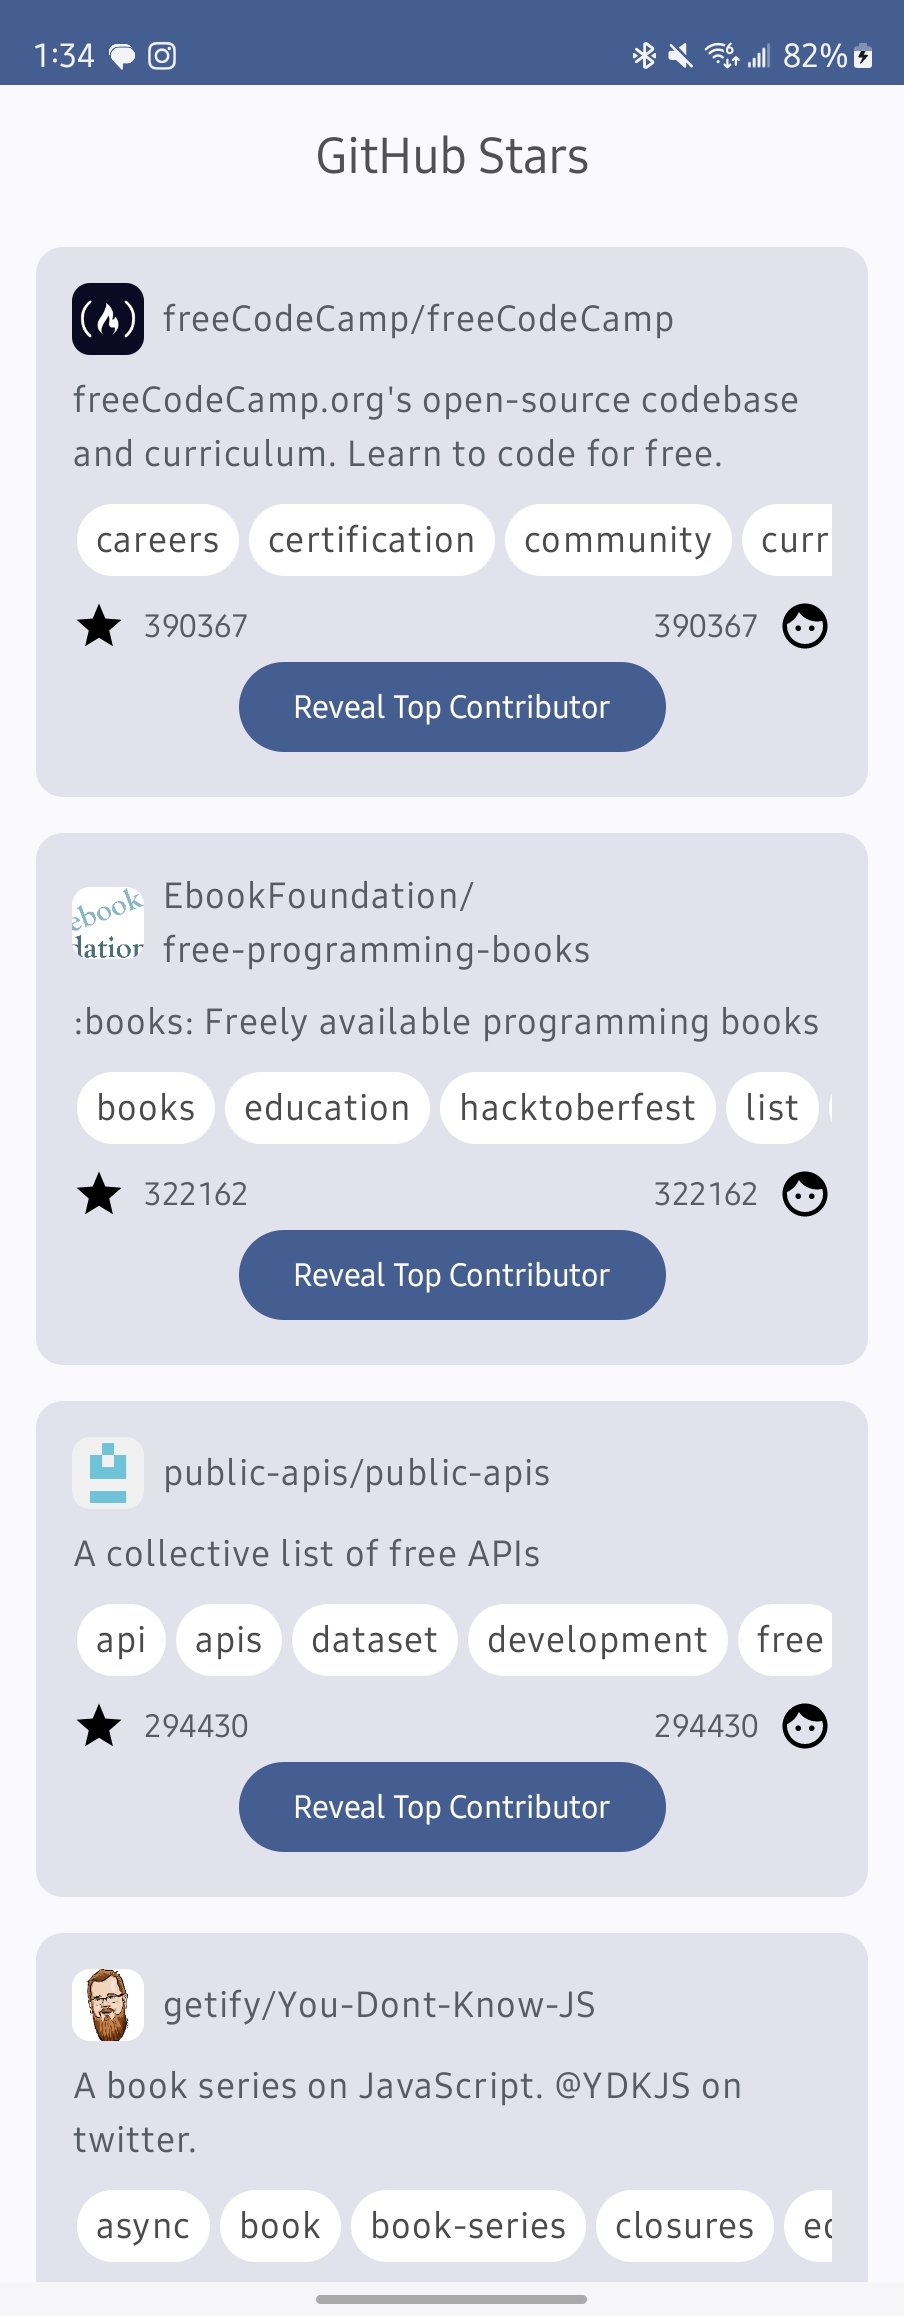 1:34 82%
GitHub Stars
freeCodeCamp/freeCodeCamp
freeCodeCamp.org's open-source codebase
and curriculum. Learn to code for free.
careers certification community curr
390367 390367
Reveal Top Contributor
ebook
dation
EbookFoundation/
free-programming-books
:books: Freely available programming books
books education hacktoberfest list
322162 322162
Reveal Top Contributor
public-apis/public-apis
A collective list of free APIs
api apis dataset development free
294430 294430
Reveal Top Contributor
getify/You-Dont-Know-JS
A book series on JavaScript. @YDKJS on
twitter.
async book book-series closures